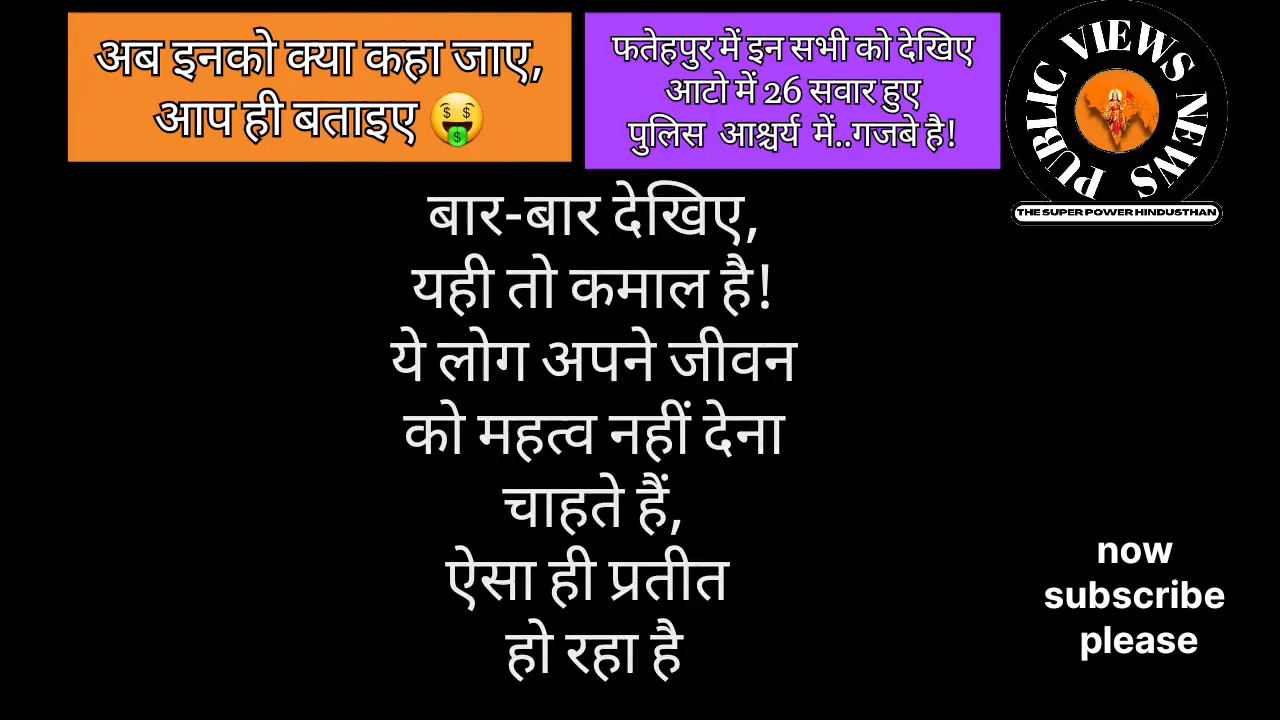 अब इनको क्या कहा जाए,
आप ही बताइए
फतेहपुर में इन सभी को देखिए
आटो में 26 सवार हुए
पुलिस आश्चर्य में..गजबे है!
PUBLIC VIEWS NEWS
THE SUPER POWER HINDUSTHAN
बार-बार देखिए,
यही तो कमाल है!
ये लोग अपने जीवन
को महत्व नहीं देना
चाहते हैं,
ऐसा ही प्रतीत
हो रहा है
now
subscribe
please